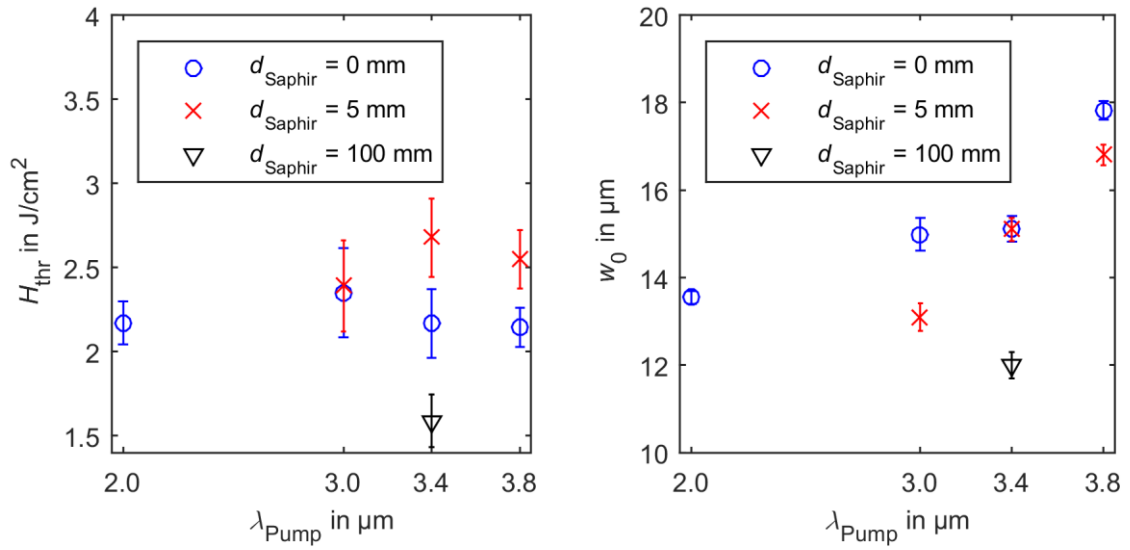 4
3.5
3
2.5
2
1.5
H_thr in J/cm²
d_Saphir = 0 mm
d_Saphir = 5 mm
d_Saphir = 100 mm
2.0 3.0 3.4 3.8
λ_Pump in µm
20
18
16
14
12
10
w_0 in µm
d_Saphir = 0 mm
d_Saphir = 5 mm
d_Saphir = 100 mm
2.0 3.0 3.4 3.8
λ_Pump in µm